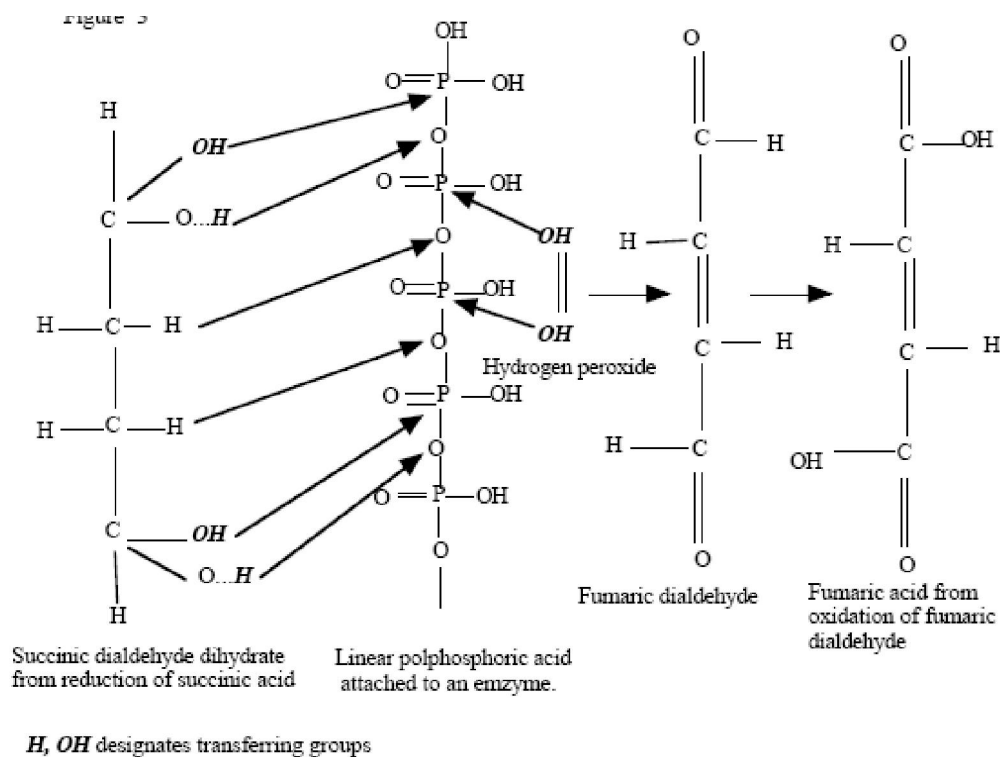 Figure
OH
O O
O P OH
H
OH O C H C OH
O P OH
C O...H
O OH H C H C
O P OH
H C H OH
O C H C H
Hydrogen peroxide
O P OH
H C H
O H C OH C
O P OH
C OH
O O O
O...H
H
Fumaric dialdehyde
Fumaric acid from
oxidation of fumaric
dialdehyde
Succinic dialdehyde dihydrate
from reduction of succinic acid
Linear polphosphoric acid
attached to an emzyme.
H, OH designates transferring groups